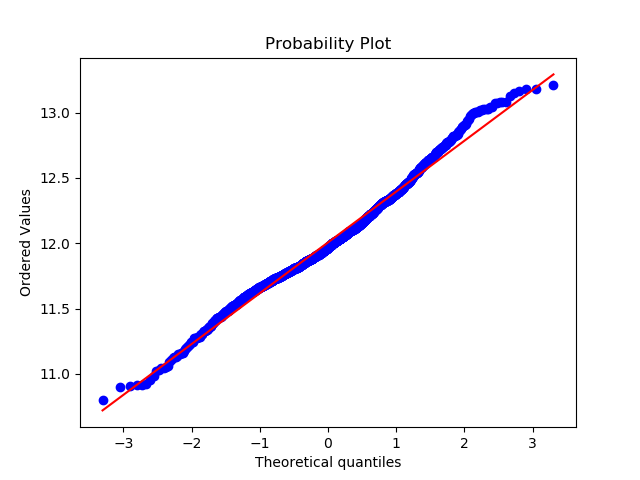 Probability Plot
Ordered Values
13.0
12.5
12.0
11.5
11.0
−3 −2 −1 0 1 2 3
Theoretical quantiles